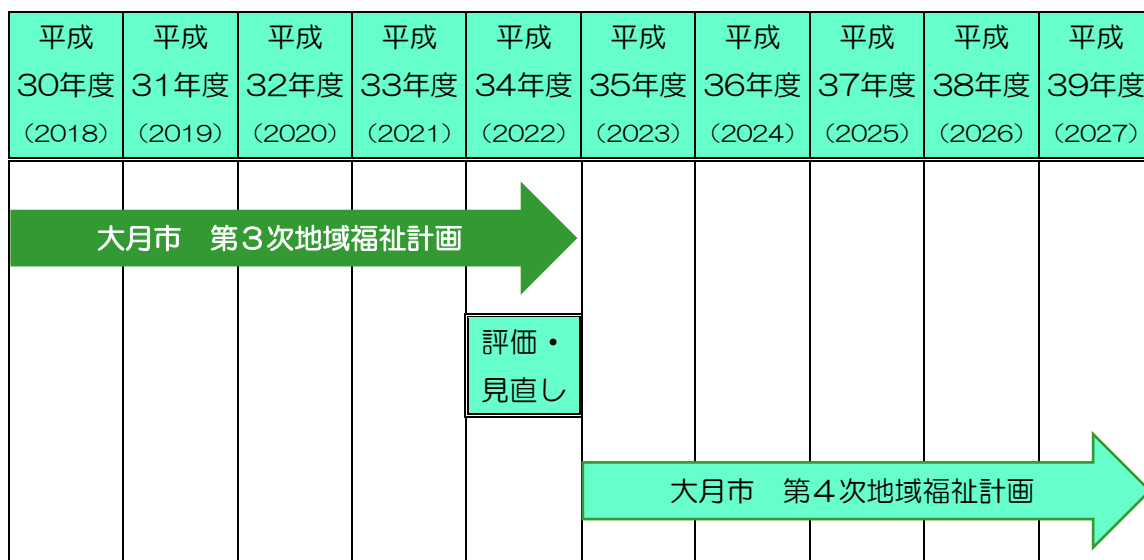 平成 平成 平成 平成 平成 平成 平成 平成 平成 平成
30年度 31年度 32年度 33年度 34年度 35年度 36年度 37年度 38年度 39年度
（2018） （2019） （2020） （2021） （2022） （2023） （2024） （2025） （2026） （2027）
大月市　第３次地域福祉計画
評価・
見直し
大月市　第４次地域福祉計画